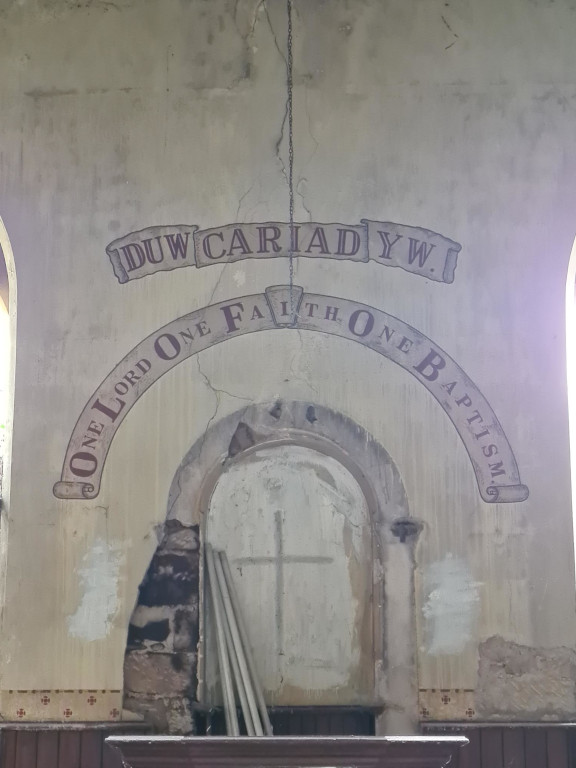 DUW CARIAD YW.
ONE LORD ONE FAITH ONE BAPTISM.